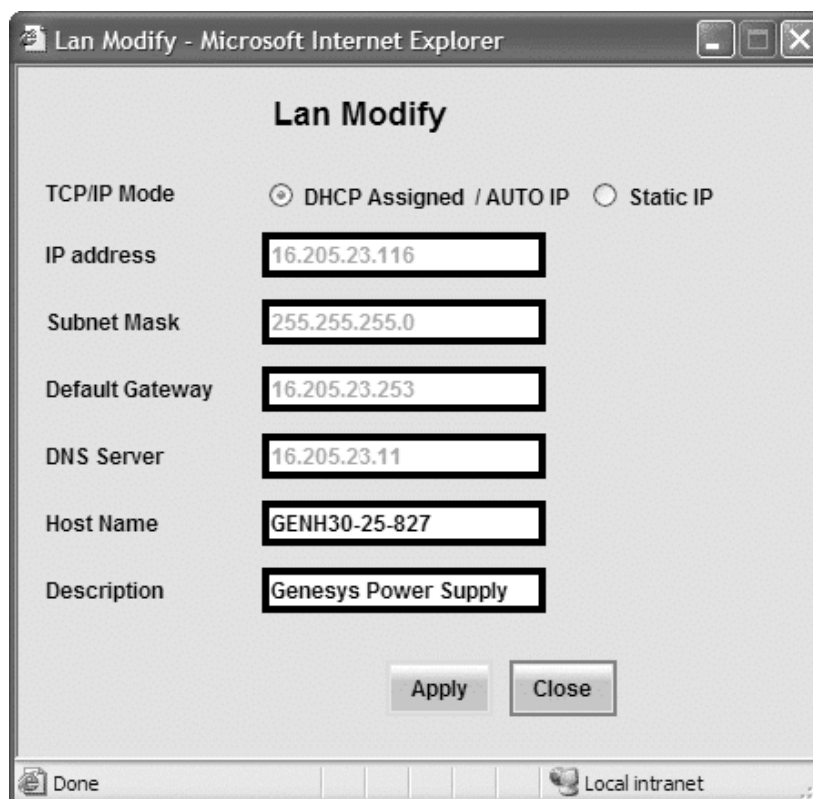 Lan Modify - Microsoft Internet Explorer
Lan Modify
TCP/IP Mode DHCP Assigned / AUTO IP Static IP
IP address 16.205.23.116
Subnet Mask 255.255.255.0
Default Gateway 16.205.23.253
DNS Server 16.205.23.11
Host Name GENH30-25-827
Description Genesys Power Supply
Apply Close
Done Local intranet